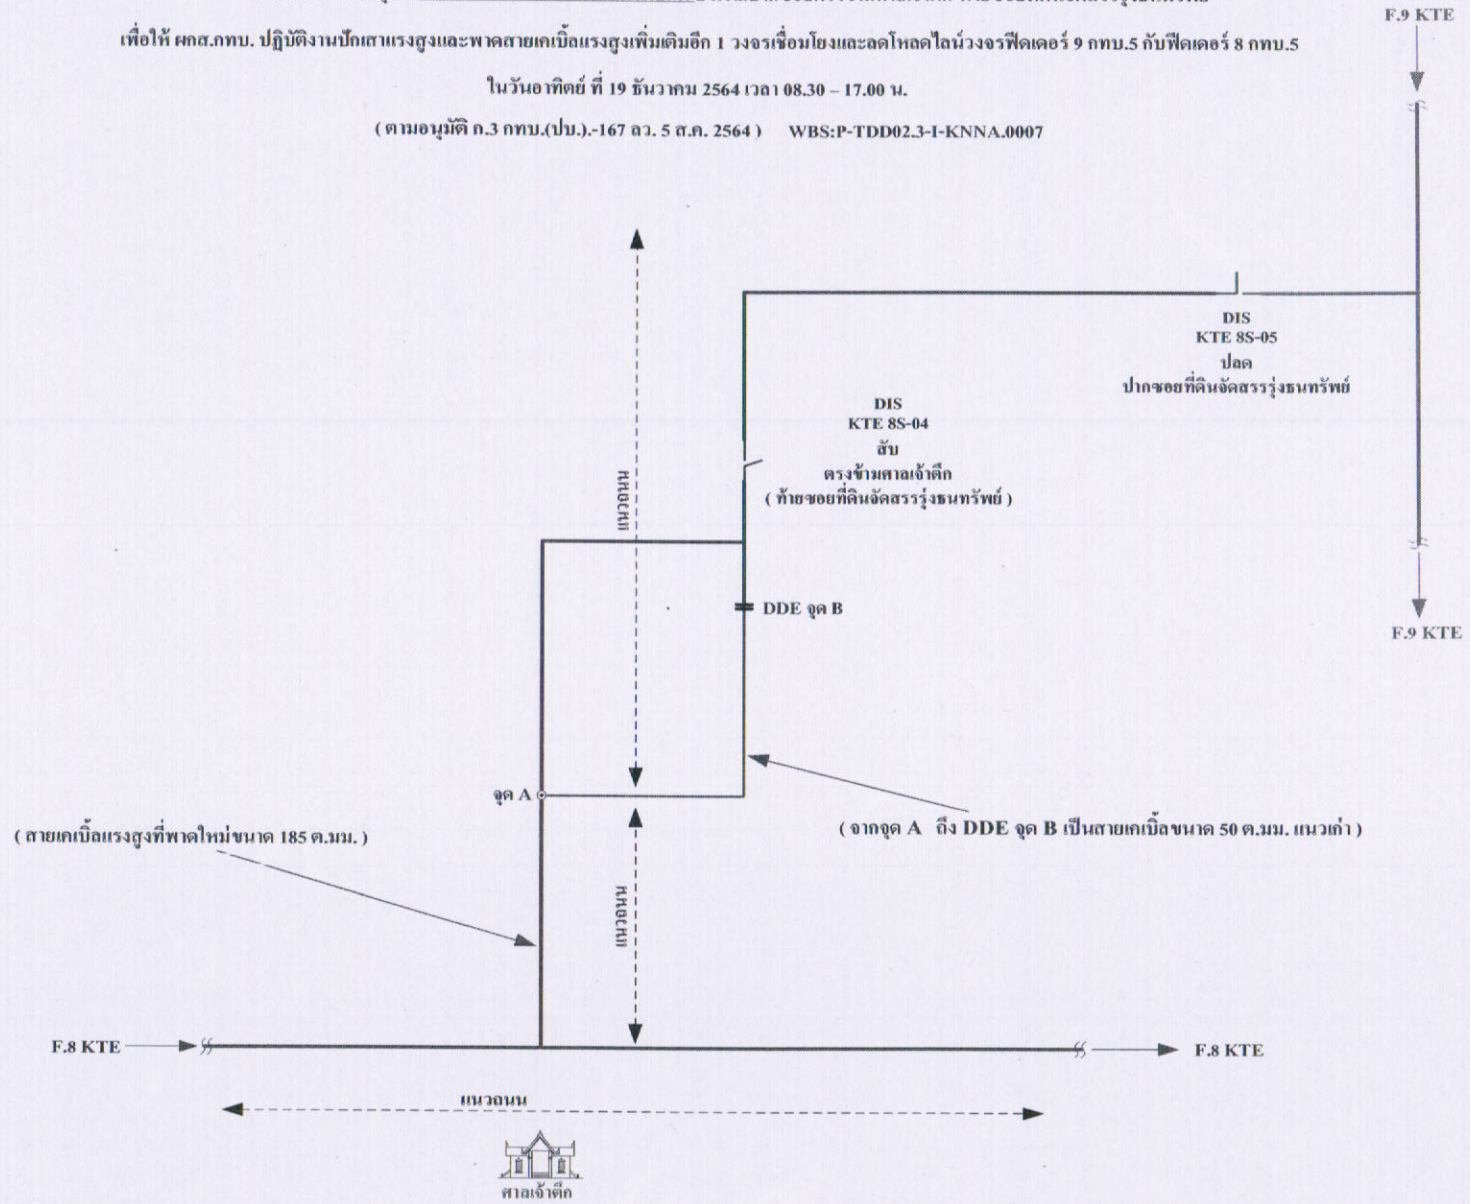 F.9 KTE
เพื่อให้ ผกส.กทบ. ปฏิบัติงานปักเสาแรงสูงและพาดสายเคเบิ้ลแรงสูงเพิ่มเติมอีก 1 วงจรเชื่อมโยงและลดโหลดไลน์วงจรฟีดเดอร์ 9 กทบ.5 กับฟีดเดอร์ 8 กทบ.5
ในวันอาทิตย์ ที่ 19 ธันวาคม 2564 เวลา 08.30 – 17.00 น.
( ตามอนุมัติ ก.3 กทบ.(ปบ.).-167 ลว. 5 ส.ค. 2564 ) WBS:P-TDD02.3-I-KNNA.0007
DIS
KTE 8S-05
ปลด
ปากซอยที่ดินจัดสรรรุ่งธนทรัพย์
DIS
KTE 8S-04
สับ
ตรงข้ามศาลเจ้าตึก
( ท้ายซอยที่ดินจัดสรรรุ่งธนทรัพย์ )
แนวถนน
DDE จุด B
F.9 KTE
จุด A
( สายเคเบิ้ลแรงสูงที่พาดใหม่ขนาด 185 ต.มม. )
( จากจุด A ถึง DDE จุด B เป็นสายเคเบิ้ลขนาด 50 ต.มม. แนวเก่า )
แนวถนน
F.8 KTE
F.8 KTE
แนวถนน
ศาลเจ้าตึก